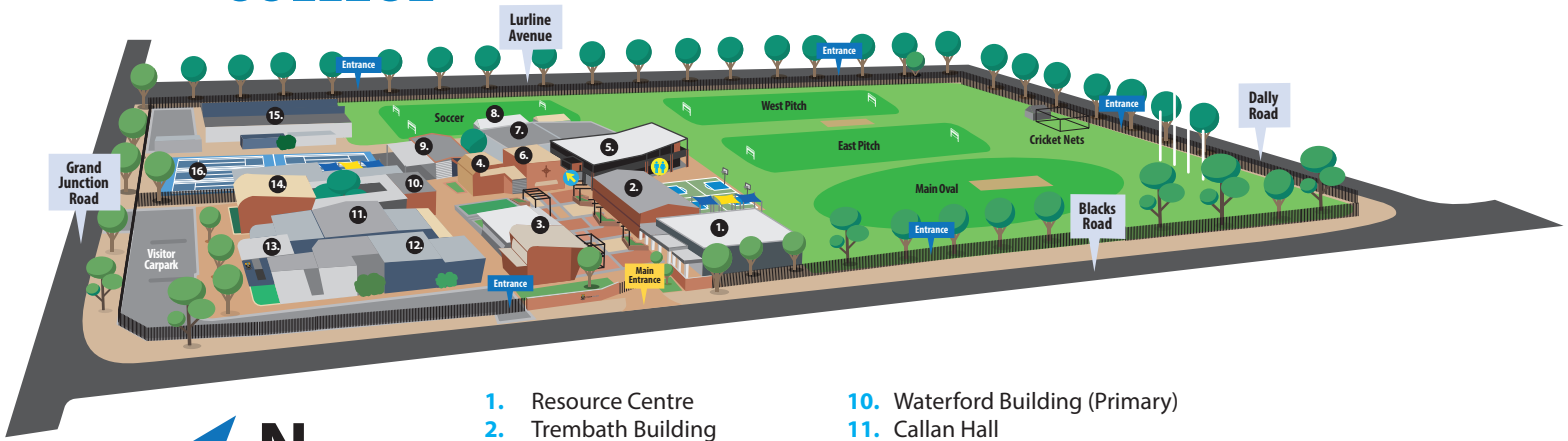 Lurline
Avenue
Entrance
Entrance
Entrance
Dally
Road
Grand
Junction
Road
15.
Soccer
8.
7.
West Pitch
Cricket Nets
9.
4.
6.
5.
East Pitch
16.
14.
10.
2.
Main Oval
11.
3.
1.
Entrance
Blacks
Road
Visitor
Carpark
13.
12.
Entrance
Main
Entrance
N
1. Resource Centre
2. Trembath Building
10. Waterford Building (Primary)
11. Callan Hall